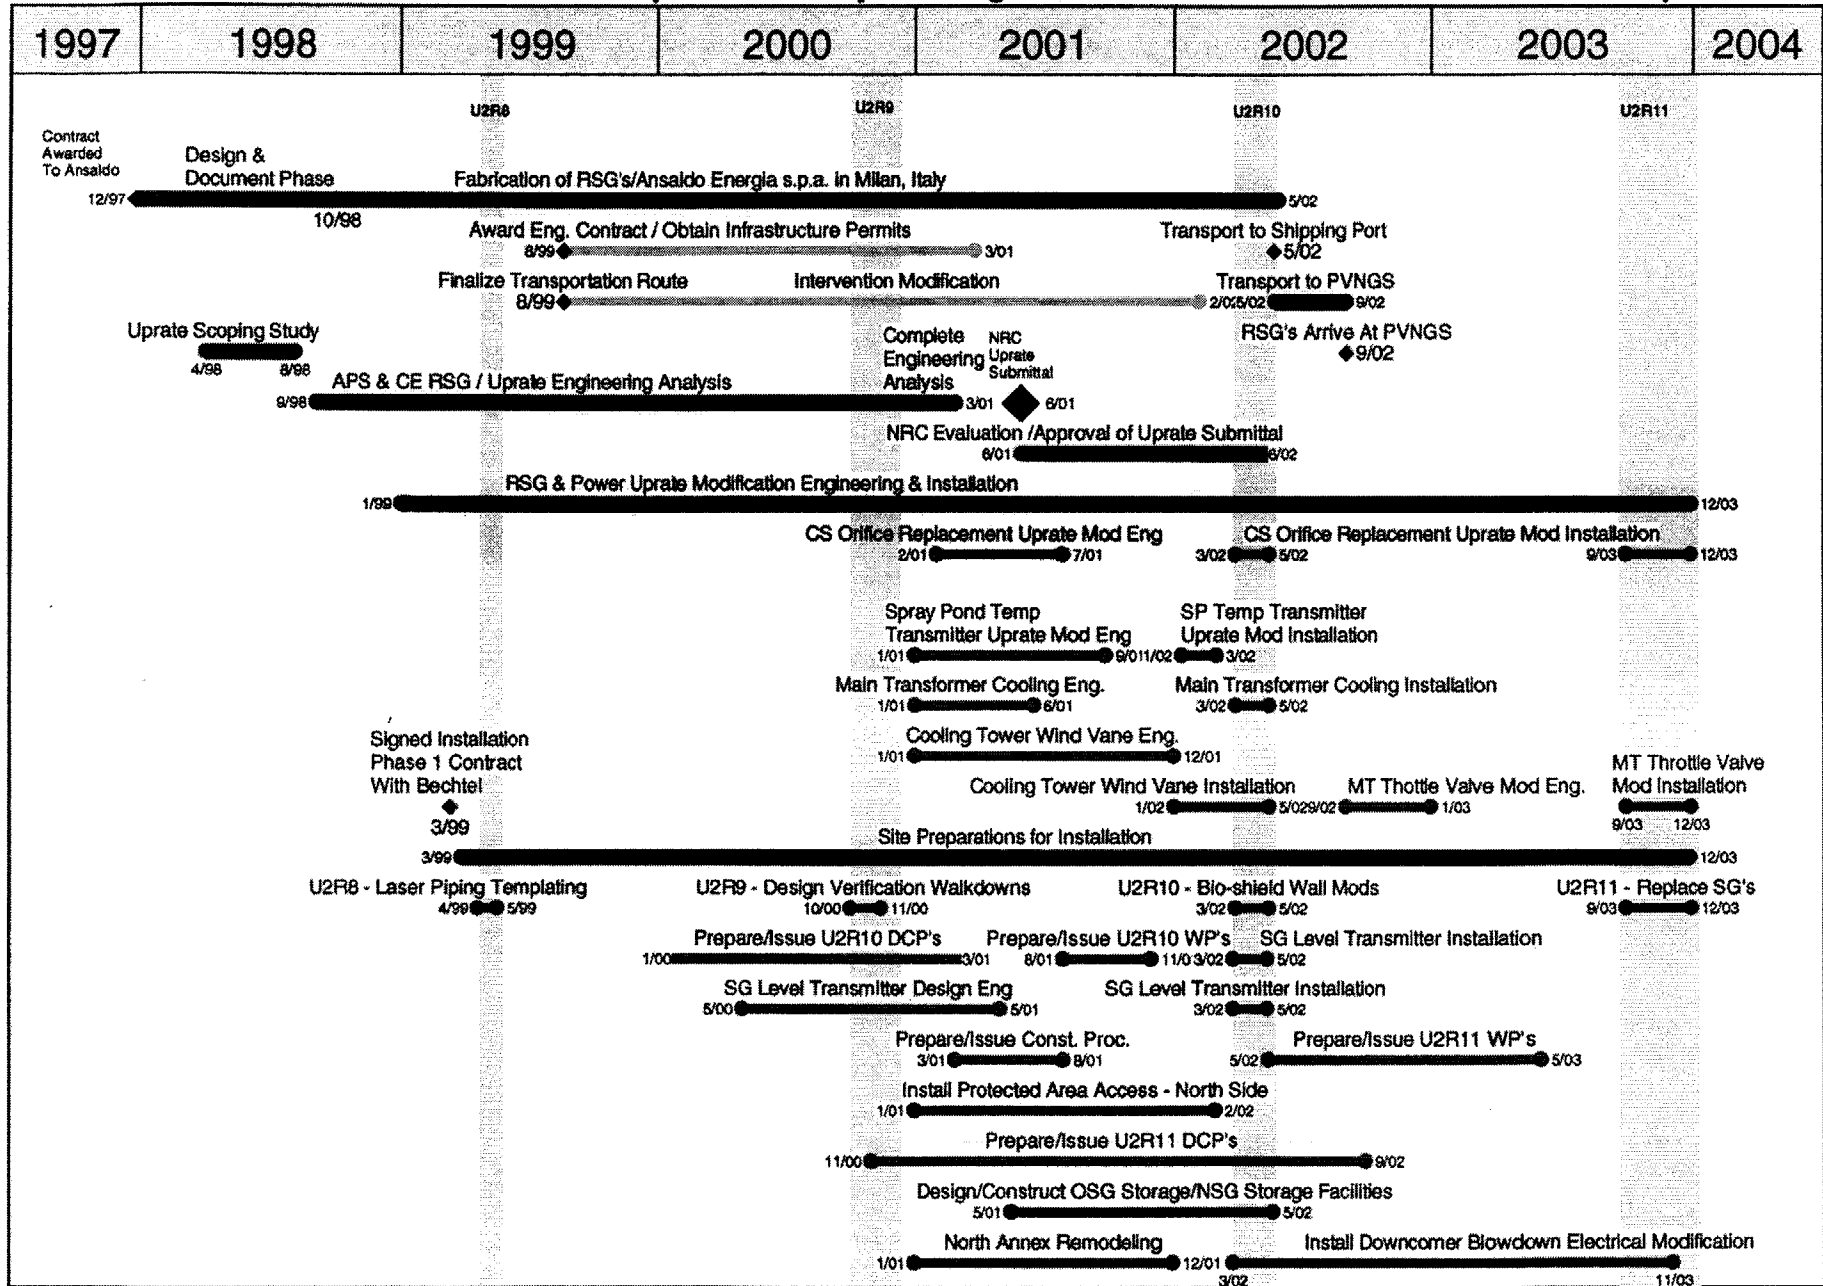 1997 1998 1999 2000 2001 2002 2003 2004
U2R8 U2R9 U2R10 U2R11
Contract
Awarded
To Ansaldo
Design &
Document Phase
Fabrication of RSG's/Ansaldo Energia s.p.a. in Milan, Italy
12/97 5/02
10/98
Award Eng. Contract / Obtain Infrastructure Permits
8/99 3/01
Transport to Shipping Port
5/02
Finalize Transportation Route Intervention Modification
8/99 2/02
Transport to PVNGS
5/02 9/02
Uprate Scoping Study
4/98 8/98
Complete
Engineering
Analysis
NRC
Uprate
Submittal
RSG's Arrive At PVNGS
9/02
APS & CE RSG / Uprate Engineering Analysis
9/98 3/01 6/01
NRC Evaluation /Approval of Uprate Submittal
6/01 6/02
RSG & Power Uprate Modification Engineering & Installation
1/99 12/03
CS Orifice Replacement Uprate Mod Eng
2/01 7/01
CS Orifice Replacement Uprate Mod Installation
3/02 5/02 9/03 12/03
Spray Pond Temp
Transmitter Uprate Mod Eng
1/01 9/01
SP Temp Transmitter
Uprate Mod Installation
1/02 3/02
Main Transformer Cooling Eng.
1/01 6/01
Main Transformer Cooling Installation
3/02 5/02
Signed Installation
Phase 1 Contract
With Bechtel
3/99
Cooling Tower Wind Vane Eng.
1/01 12/01
Cooling Tower Wind Vane Installation
1/02 5/02
MT Thottle Valve Mod Eng.
9/02 1/03
MT Throttle Valve
Mod Installation
9/03 12/03
Site Preparations for Installation
3/99 12/03
U2R8 - Laser Piping Templating
4/99 5/99
U2R9 - Design Verification Walkdowns
10/00 11/00
U2R10 - Bio-shield Wall Mods
3/02 5/02
U2R11 - Replace SG's
9/03 12/03
Prepare/Issue U2R10 DCP's
1/00 3/01
Prepare/Issue U2R10 WP's
8/01 11/0
SG Level Transmitter Installation
3/02 5/02
SG Level Transmitter Design Eng
5/00 5/01
SG Level Transmitter Installation
3/02 5/02
Prepare/Issue Const. Proc.
3/01 8/01
Prepare/Issue U2R11 WP's
5/02 5/03
Install Protected Area Access - North Side
1/01 2/02
Prepare/Issue U2R11 DCP's
11/00 9/02
Design/Construct OSG Storage/NSG Storage Facilities
5/01 5/02
North Annex Remodeling
1/01 12/01
Install Downcomer Blowdown Electrical Modification
3/02 11/03